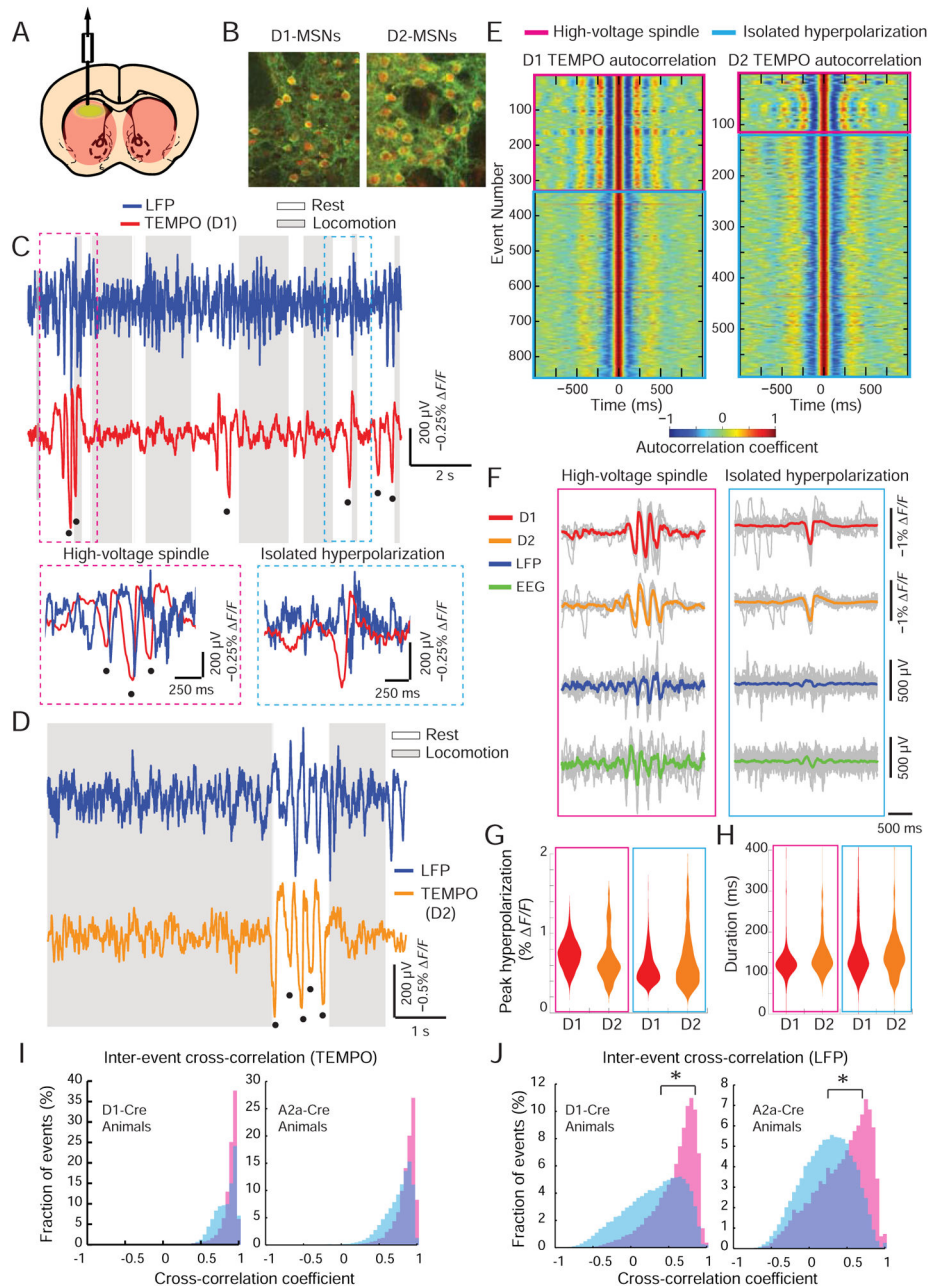 A
B
D1-MSNs
D2-MSNs
E
High-voltage spindle
Isolated hyperpolarization
D1 TEMPO autocorrelation
D2 TEMPO autocorrelation
Event Number
100
200
300
400
500
600
700
800
100
200
300
400
500
−500
0
500
−500
0
500
Time (ms)
Time (ms)
−1
1
Autocorrelation coefficent
LFP
TEMPO (D1)
Rest
Locomotion
C
200 µV
−0.25% ΔF/F
2 s
High-voltage spindle
Isolated hyperpolarization
200 µV
−0.25% ΔF/F
250 ms
200 µV
−0.25% ΔF/F
250 ms
D
Rest
Locomotion
LFP
TEMPO
(D2)
200 µV
−0.5% ΔF/F
1 s
F
High-voltage spindle
Isolated hyperpolarization
D1
D2
LFP
EEG
−1% ΔF/F
−1% ΔF/F
500 µV
500 µV
500 ms
G
Peak hyperpolarization
(% ΔF/F)
2
1
0
D1
D2
D1
D2
H
Duration (ms)
400
300
200
100
0
D1
D2
D1
D2
I
Inter-event cross-correlation (TEMPO)
Fraction of events (%)
40
35
30
25
20
15
10
5
0
D1-Cre
Animals
−1
−0.5
0
0.5
1
30
25
20
15
10
5
0
A2a-Cre
Animals
−1
−0.5
0
0.5
1
Cross-correlation coefficient
J
Inter-event cross-correlation (LFP)
Fraction of events (%)
12
10
8
6
4
2
0
D1-Cre
Animals
*
−1
−0.5
0
0.5
1
8
7
6
5
4
3
2
1
0
A2a-Cre
Animals
*
−1
−0.5
0
0.5
1
Cross-correlation coefficient